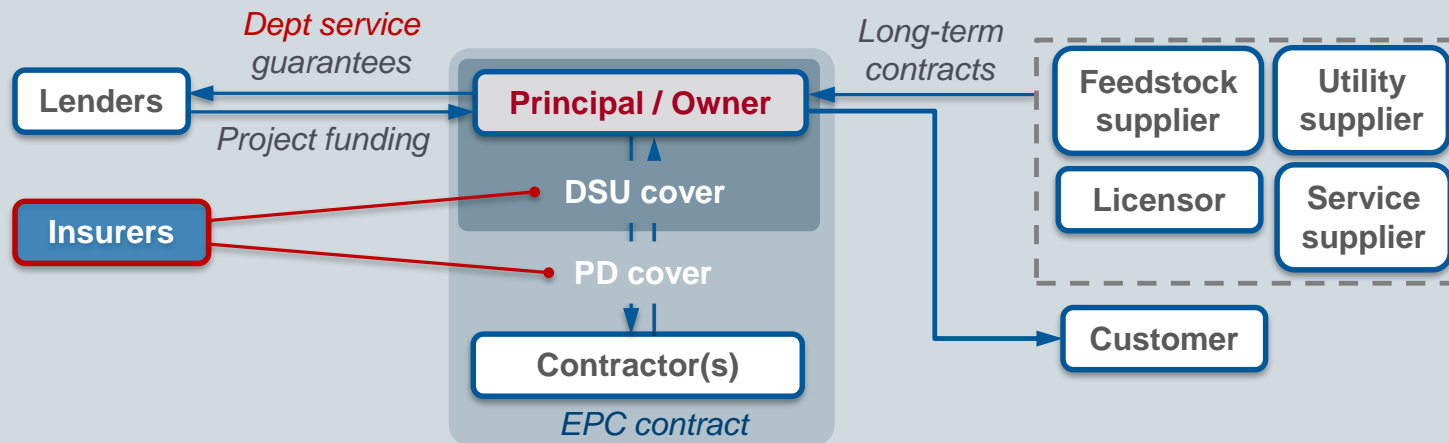 Dept service
guarantees
Lenders
Project funding
Insurers
Principal / Owner
DSU cover
PD cover
Contractor(s)
EPC contract
Long-term
contracts
Feedstock
supplier
Utility
supplier
Licensor
Service
supplier
Customer